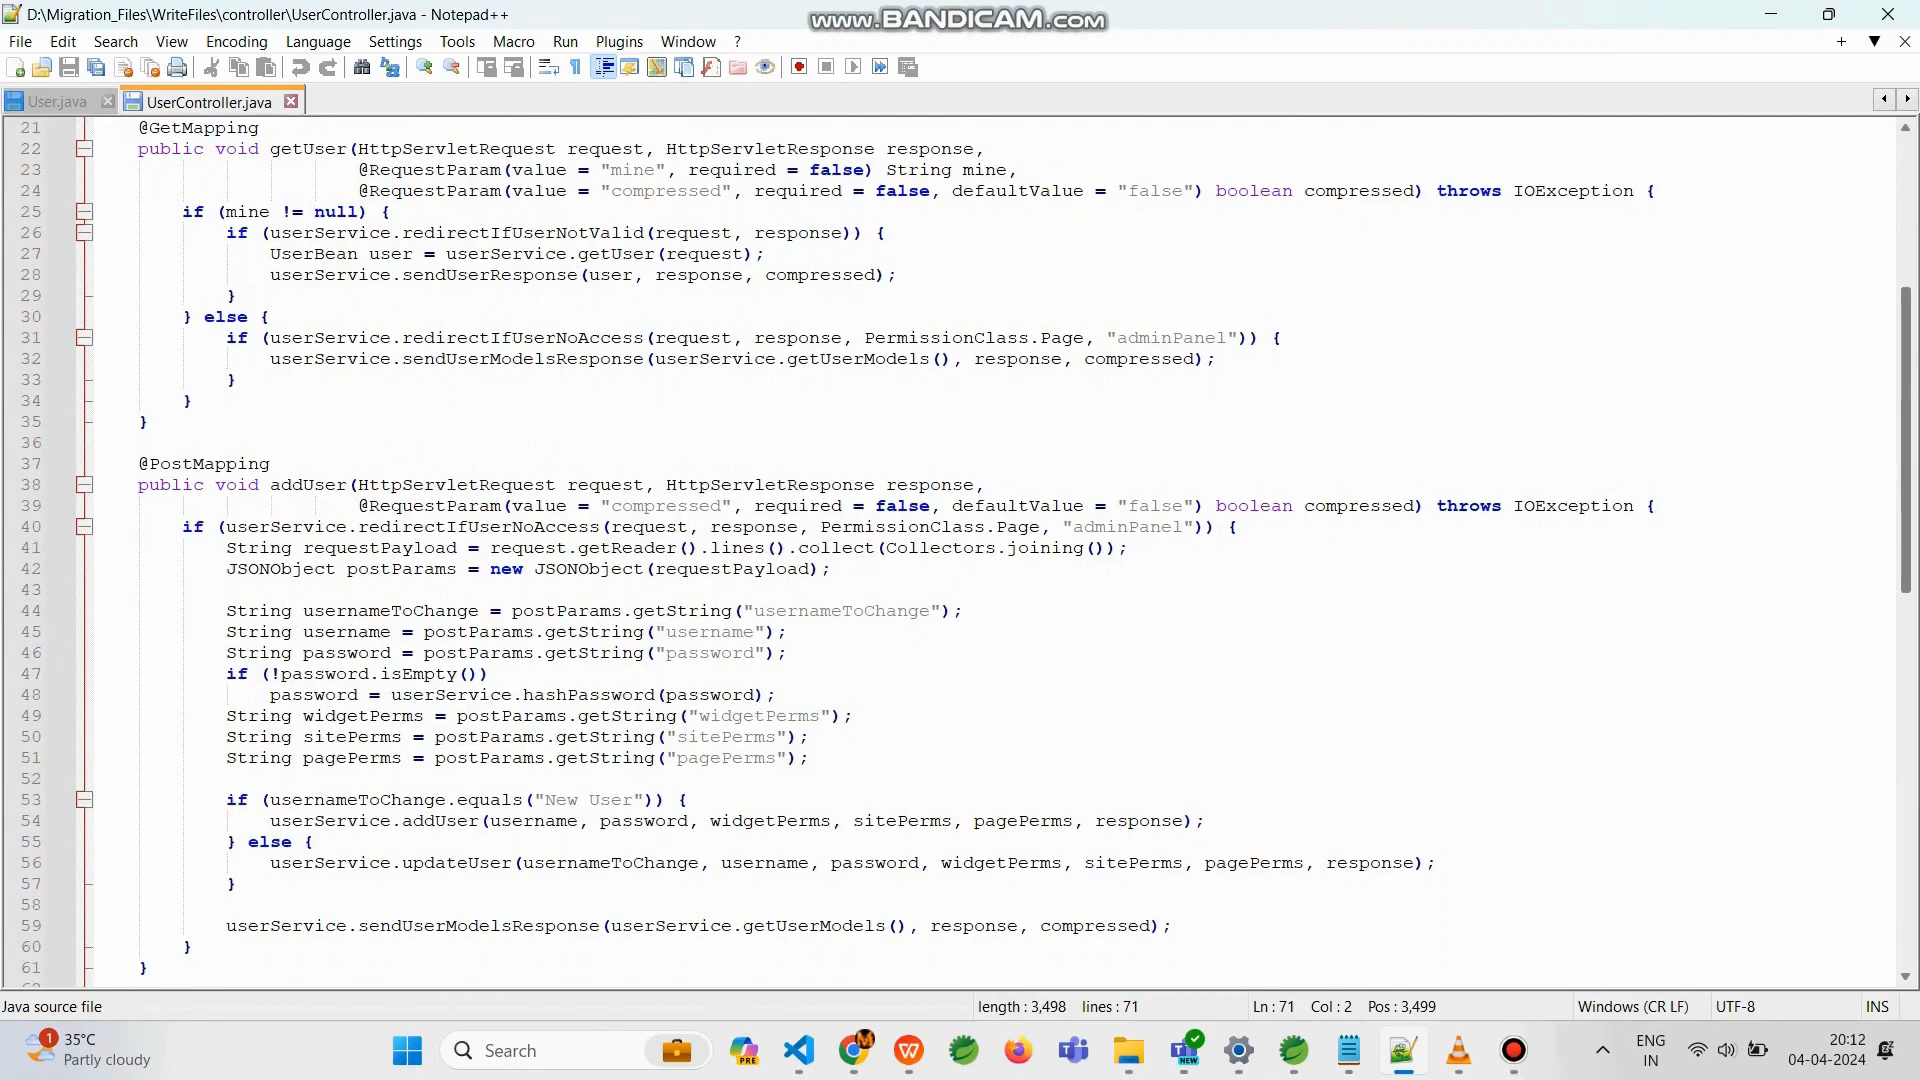 D:\Migration_Files\WriteFiles\controller\UserController.java - Notepad++
www.BANDICAM.com
File Edit Search View Encoding Language Settings Tools Macro Run Plugins Window ?
User.java UserController.java
21 @GetMapping
22 public void getUser(HttpServletRequest request, HttpServletResponse response,
23 @RequestParam(value = "mine", required = false) String mine,
24 @RequestParam(value = "compressed", required = false, defaultValue = "false") boolean compressed) throws IOException {
25 if (mine != null) {
26 if (userService.redirectIfUserNotValid(request, response)) {
27 UserBean user = userService.getUser(request);
28 userService.sendUserResponse(user, response, compressed);
29 }
30 } else {
31 if (userService.redirectIfUserNoAccess(request, response, PermissionClass.Page, "adminPanel")) {
32 userService.sendUserModelsResponse(userService.getUserModels(), response, compressed);
33 }
34 }
35 }
36
37 @PostMapping
38 public void addUser(HttpServletRequest request, HttpServletResponse response,
39 @RequestParam(value = "compressed", required = false, defaultValue = "false") boolean compressed) throws IOException {
40 if (userService.redirectIfUserNoAccess(request, response, PermissionClass.Page, "adminPanel")) {
41 String requestPayload = request.getReader().lines().collect(Collectors.joining());
42 JSONObject postParams = new JSONObject(requestPayload);
43
44 String usernameToChange = postParams.getString("usernameToChange");
45 String username = postParams.getString("username");
46 String password = postParams.getString("password");
47 if (!password.isEmpty())
48 password = userService.hashPassword(password);
49 String widgetPerms = postParams.getString("widgetPerms");
50 String sitePerms = postParams.getString("sitePerms");
51 String pagePerms = postParams.getString("pagePerms");
52
53 if (usernameToChange.equals("New User")) {
54 userService.addUser(username, password, widgetPerms, sitePerms, pagePerms, response);
55 } else {
56 userService.updateUser(usernameToChange, username, password, widgetPerms, sitePerms, pagePerms, response);
57 }
58
59 userService.sendUserModelsResponse(userService.getUserModels(), response, compressed);
60 }
61 }
Java source file length : 3,498 lines : 71 Ln : 71 Col : 2 Pos : 3,499 Windows (CR LF) UTF-8 INS
1 35°C
Partly cloudy
Search
PRE
NEW
ENG
IN
20:12
04-04-2024